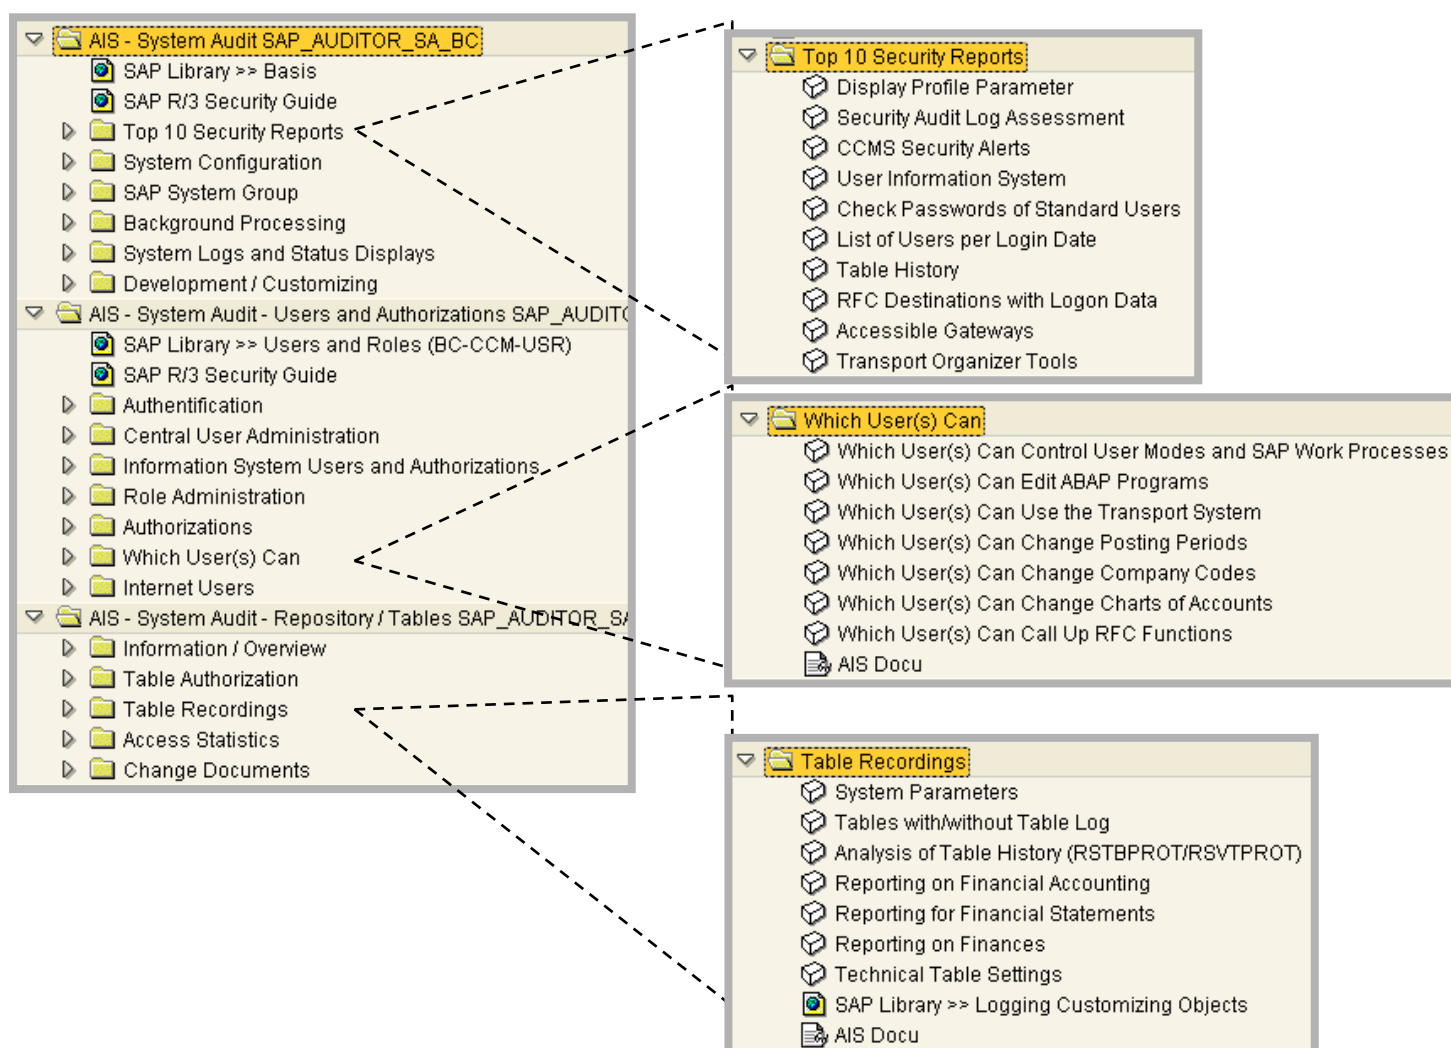 AIS - System Audit SAP_AUDITOR_SA_BC
SAP Library >> Basis
SAP R/3 Security Guide
Top 10 Security Reports
System Configuration
SAP System Group
Background Processing
System Logs and Status Displays
Development / Customizing
AIS - System Audit - Users and Authorizations SAP_AUDIT
SAP Library >> Users and Roles (BC-CCM-USR)
SAP R/3 Security Guide
Authentification
Central User Administration
Information System Users and Authorizations
Role Administration
Authorizations
Which User(s) Can
Internet Users
AIS - System Audit - Repository / Tables SAP_AUDITOR_SA
Information / Overview
Table Authorization
Table Recordings
Access Statistics
Change Documents
Top 10 Security Reports
Display Profile Parameter
Security Audit Log Assessment
CCMS Security Alerts
User Information System
Check Passwords of Standard Users
List of Users per Login Date
Table History
RFC Destinations with Logon Data
Accessible Gateways
Transport Organizer Tools
Which User(s) Can
Which User(s) Can Control User Modes and SAP Work Processes
Which User(s) Can Edit ABAP Programs
Which User(s) Can Use the Transport System
Which User(s) Can Change Posting Periods
Which User(s) Can Change Company Codes
Which User(s) Can Change Charts of Accounts
Which User(s) Can Call Up RFC Functions
AIS Docu
Table Recordings
System Parameters
Tables with/without Table Log
Analysis of Table History (RSTBPROT/RSVTPROT)
Reporting on Financial Accounting
Reporting for Financial Statements
Reporting on Finances
Technical Table Settings
SAP Library >> Logging Customizing Objects
AIS Docu